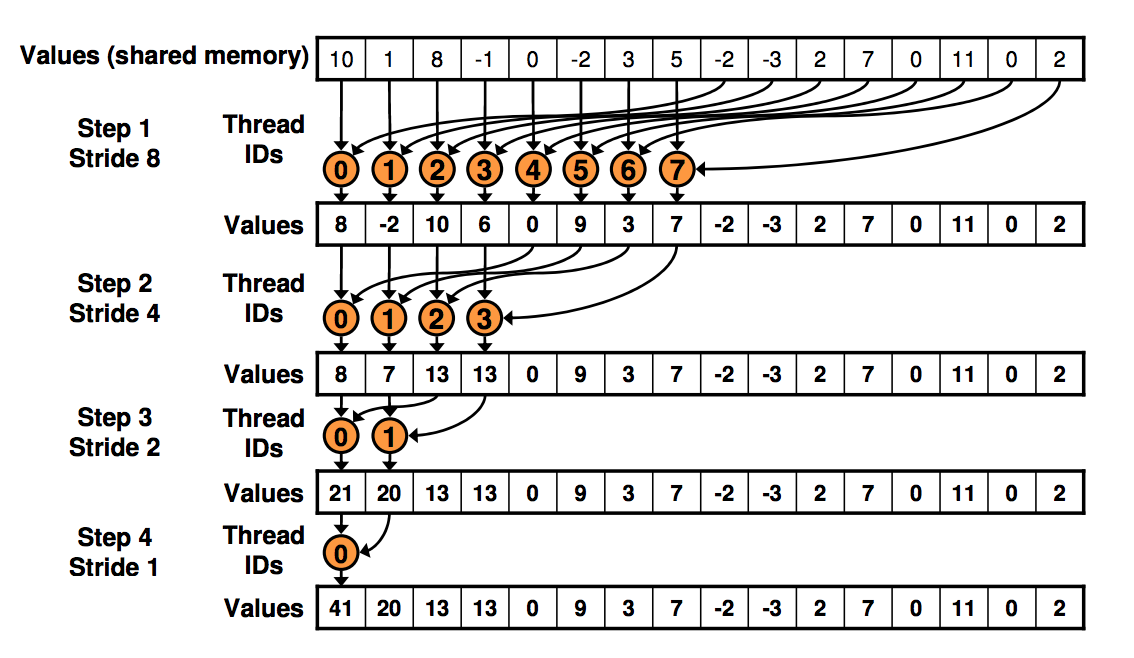 Values (shared memory) 10 1 8 -1 0 -2 3 5 -2 -3 2 7 0 11 0 2
Step 1
Stride 8
Thread
IDs
0 1 2 3 4 5 6 7
Values 8 -2 10 6 0 9 3 7 -2 -3 2 7 0 11 0 2
Step 2
Stride 4
Thread
IDs
0 1 2 3
Values 8 7 13 13 0 9 3 7 -2 -3 2 7 0 11 0 2
Step 3
Stride 2
Thread
IDs
0 1
Values 21 20 13 13 0 9 3 7 -2 -3 2 7 0 11 0 2
Step 4
Stride 1
Thread
IDs
0
Values 41 20 13 13 0 9 3 7 -2 -3 2 7 0 11 0 2